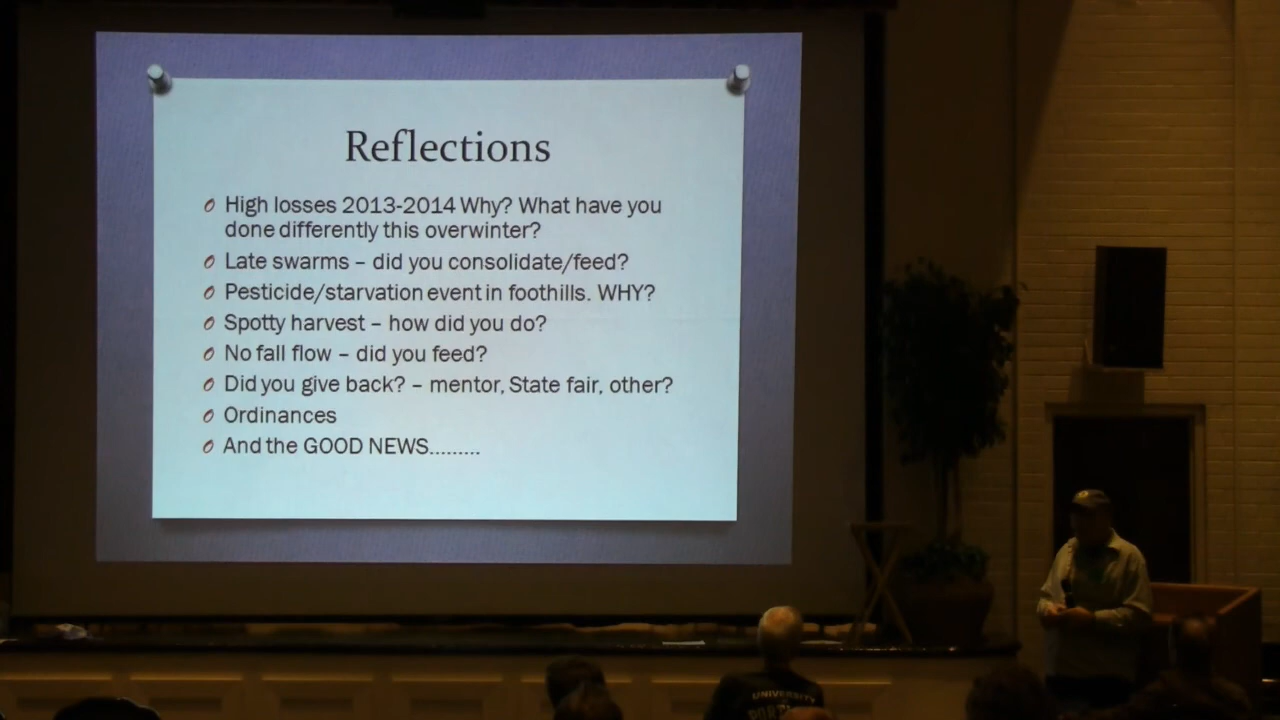 Reflections
High losses 2013-2014 Why? What have you
done differently this overwinter?
Late swarms – did you consolidate/feed?
Pesticide/starvation event in foothills. WHY?
Spotty harvest – how did you do?
No fall flow – did you feed?
Did you give back? – mentor, State fair, other?
Ordinances
And the GOOD NEWS.........
UNIVERSITY